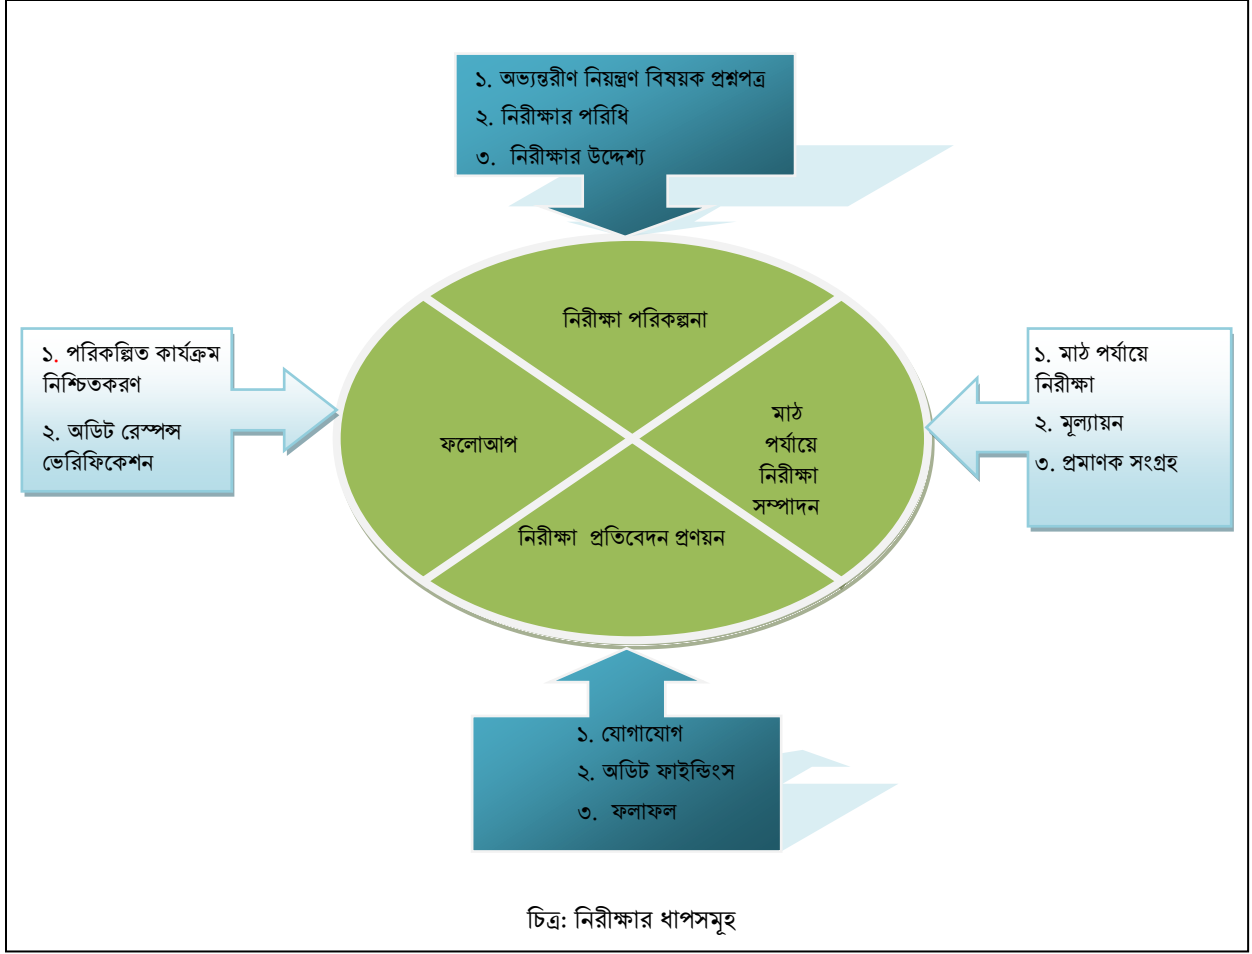 ১. অভ্যন্তরীণ নিয়ন্ত্রণ বিষয়ক প্রশ্নপত্র
২. নিরীক্ষার পরিধি
৩. নিরীক্ষার উদ্দেশ্য
নিরীক্ষা পরিকল্পনা
১. পরিকল্পিত কার্যক্রম
নিশ্চিতকরণ
২. অডিট রেস্পন্স
ভেরিফিকেশন
ফলোআপ
মাঠ
পর্যায়ে
নিরীক্ষা
সম্পাদন
১. মাঠ পর্যায়ে
নিরীক্ষা
২. মূল্যায়ন
৩. প্রমাণক সংগ্রহ
নিরীক্ষা প্রতিবেদন প্রণয়ন
১. যোগাযোগ
২. অডিট ফাইন্ডিংস
৩. ফলাফল
চিত্র: নিরীক্ষার ধাপসমূহ